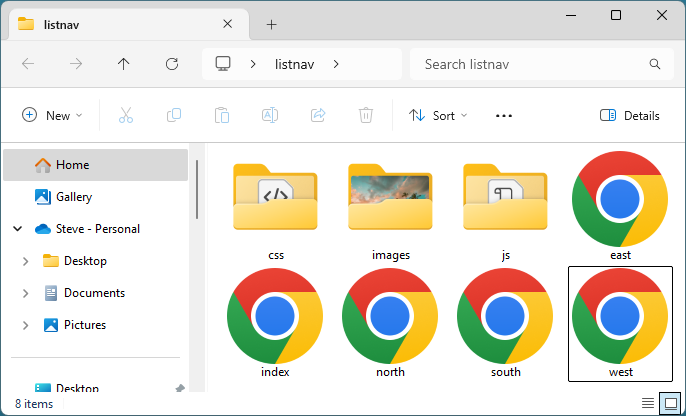 listnav
listnav
Search listnav
New
Sort
Details
Home
Gallery
Steve - Personal
Desktop
Documents
Pictures
Desktop
css
images
js
east
index
north
south
west
8 items